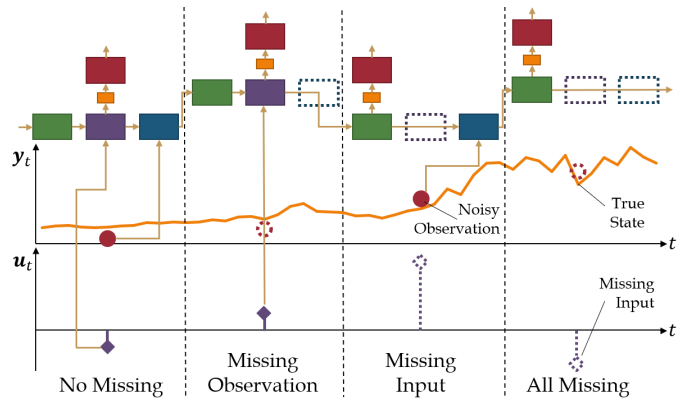 y_t
Noisy
Observation
True
State
t
u_t
Missing
Input
t
No Missing
Missing
Observation
Missing
Input
All Missing